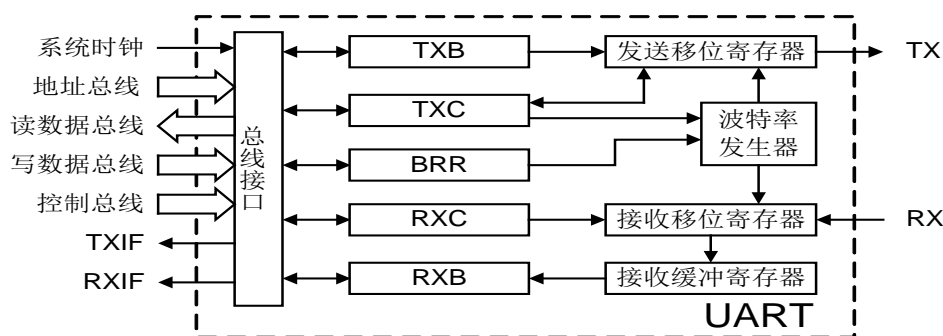 系统时钟
地址总线
读数据总线
写数据总线
控制总线
TXIF
RXIF
总线接口
TXB
TXC
BRR
RXC
RXB
发送移位寄存器
波特率
发生器
接收移位寄存器
接收缓冲寄存器
TX
RX
UART